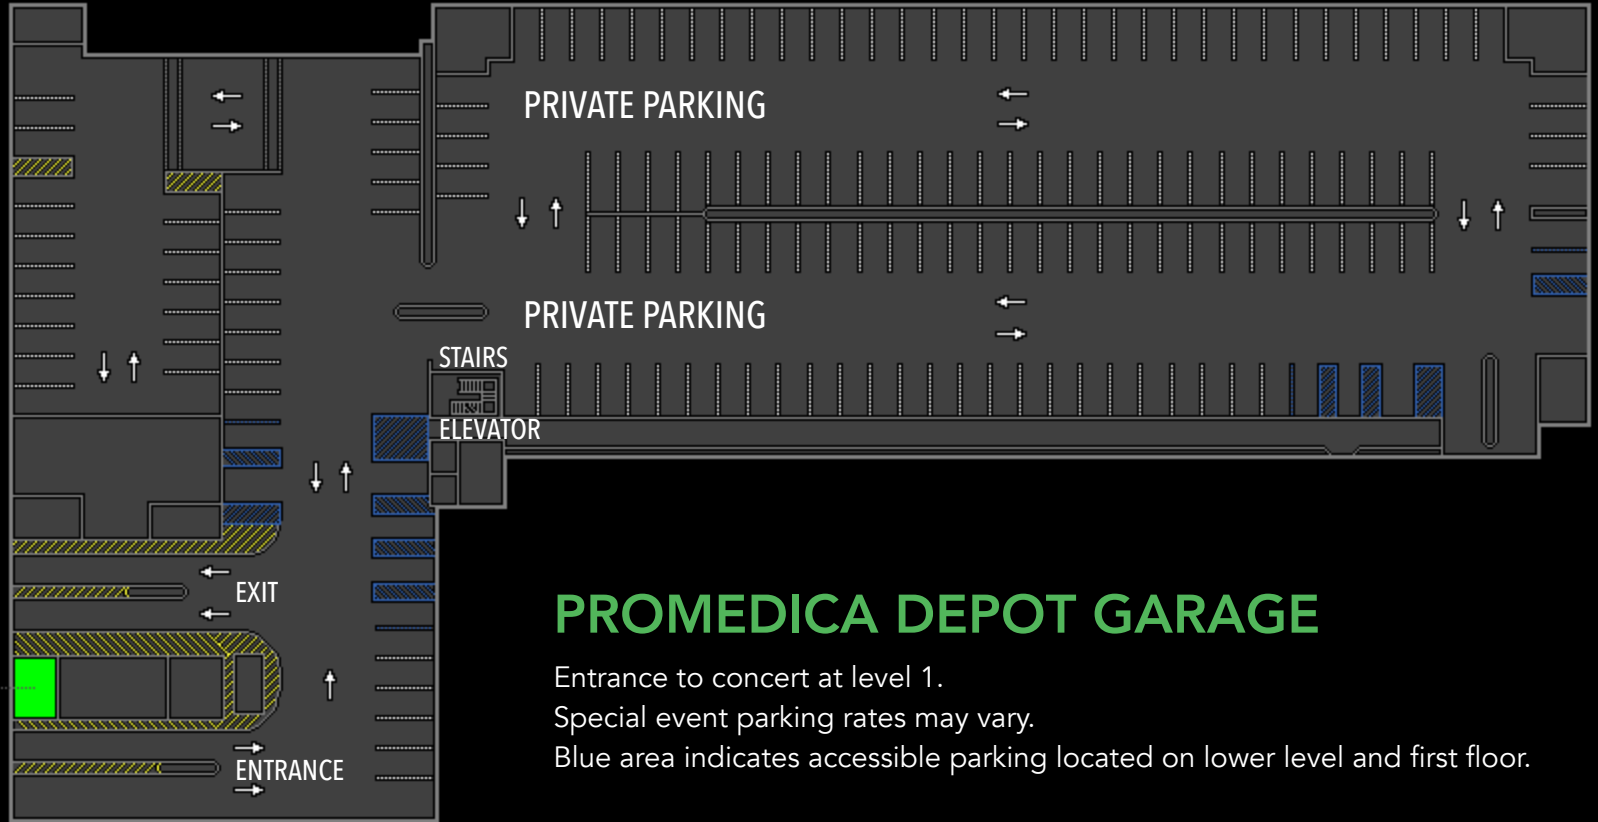 PRIVATE PARKING
PRIVATE PARKING
STAIRS
ELEVATOR
EXIT
ENTRANCE
PROMEDICA DEPOT GARAGE
Entrance to concert at level 1.
Special event parking rates may vary.
Blue area indicates accessible parking located on lower level and first floor.